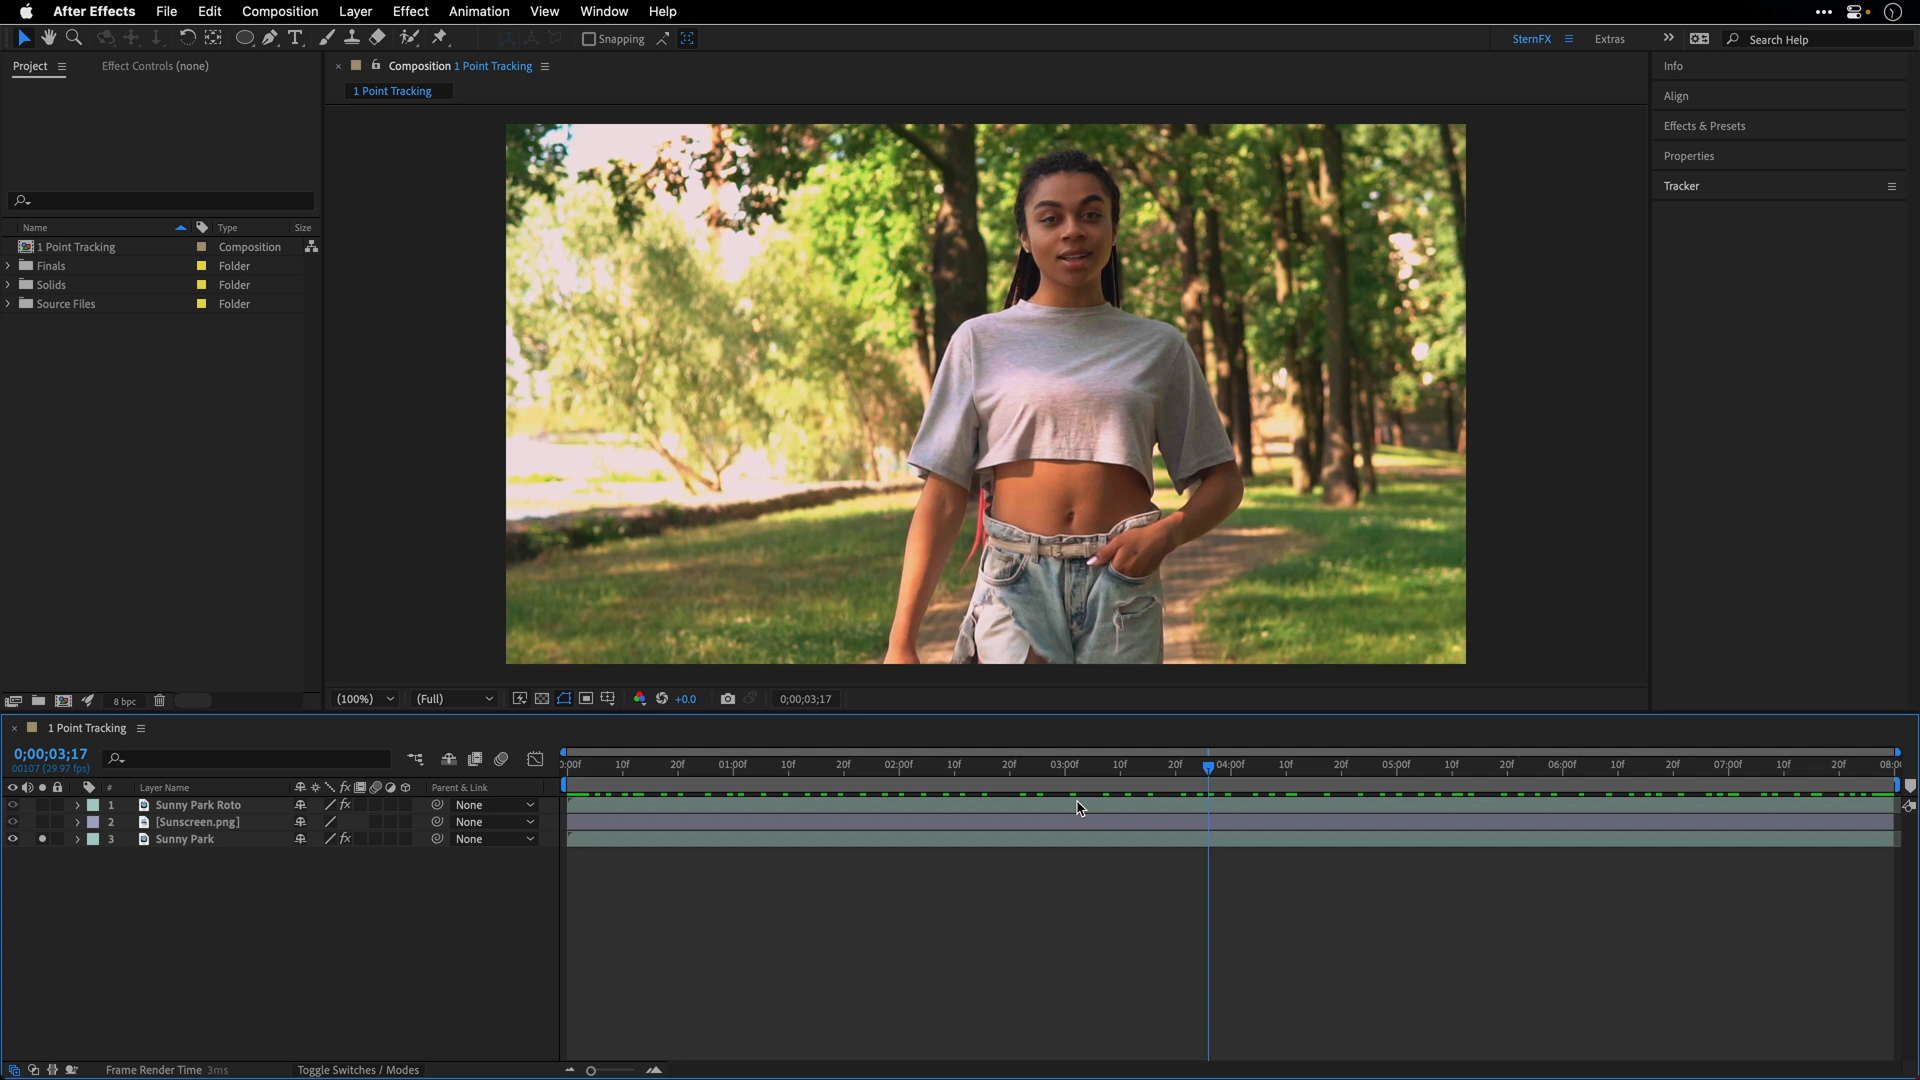 After Effects File Edit Composition Layer Effect Animation View Window Help
Snapping SternFX Extras Search Help
Project Effect Controls (none) Composition 1 Point Tracking Info
1 Point Tracking
Align
Effects & Presets
Properties
Tracker
Name Type Size
1 Point Tracking Composition
Finals Folder
Solids Folder
Source Files Folder
8 bpc (100%) (Full) +0.0 0;00;03;17
1 Point Tracking
0;00;03;17
00107 (29.97 fps)
0:00f 10f 20f 01:00f 10f 20f 02:00f 10f 20f 03:00f 10f 20f 04:00f 10f 20f 05:00f 10f 20f 06:00f 10f 20f 07:00f 10f 20f 08:00
# Layer Name fx Parent & Link
1 Sunny Park Roto fx None
2 [Sunscreen.png] None
3 Sunny Park fx None
Frame Render Time 3ms Toggle Switches / Modes